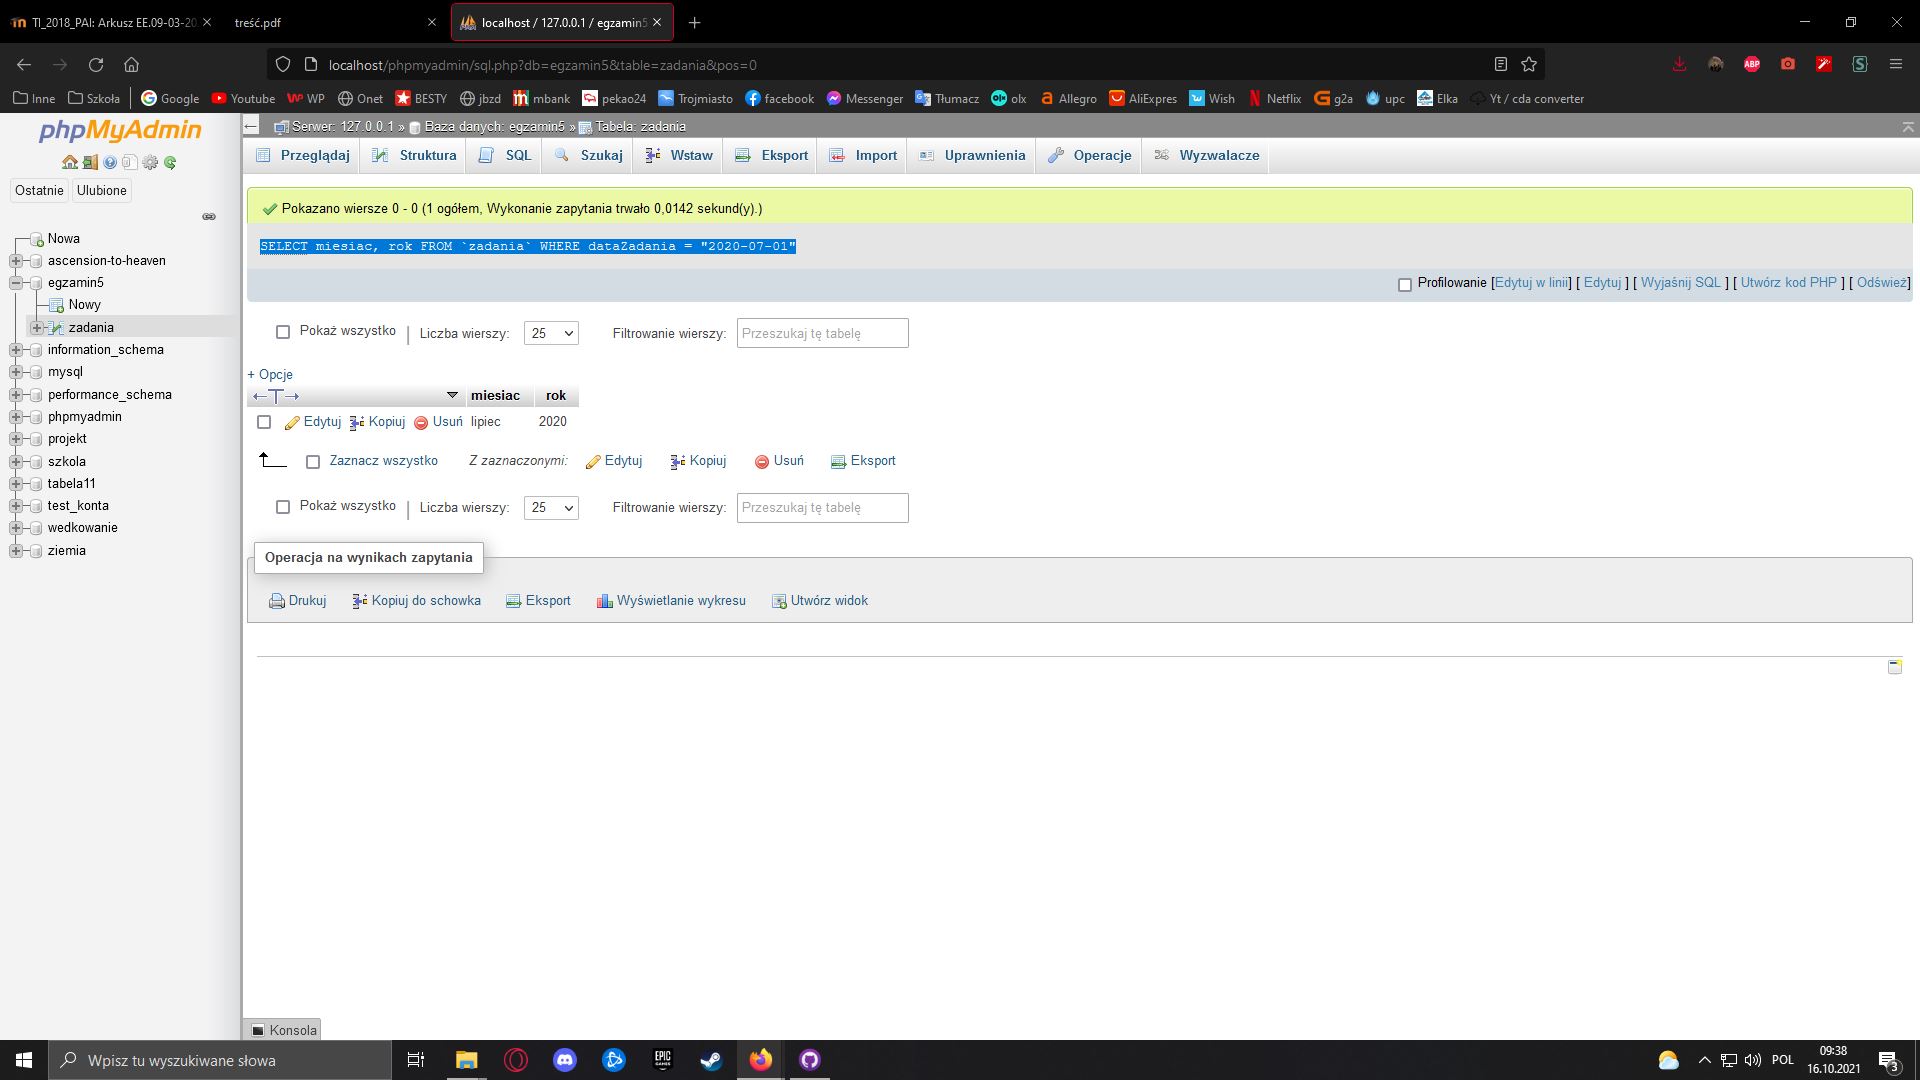 TI_2018_PAI: Arkusz EE.09-03-20
treść.pdf
localhost / 127.0.0.1 / egzamin5
localhost/phpmyadmin/sql.php?db=egzamin5&table=zadania&pos=0
Inne Szkoła Google Youtube WP Onet BESTY jbzd mbank pekao24 Trojmiasto facebook Messenger Tłumacz olx Allegro AliExpres Wish Netflix g2a upc Elka Yt / cda converter
phpMyAdmin
Ostatnie Ulubione
Nowa
ascension-to-heaven
egzamin5
Nowy
zadania
information_schema
mysql
performance_schema
phpmyadmin
projekt
szkola
tabela11
test_konta
wedkowanie
ziemia
Serwer: 127.0.0.1 » Baza danych: egzamin5 » Tabela: zadania
Przeglądaj Struktura SQL Szukaj Wstaw Eksport Import Uprawnienia Operacje Wyzwalacze
Pokazano wiersze 0 - 0 (1 ogółem, Wykonanie zapytania trwało 0,0142 sekund(y).)
SELECT miesiac, rok FROM `zadania` WHERE dataZadania = "2020-07-01"
Profilowanie [Edytuj w linii] [ Edytuj ] [ Wyjaśnij SQL ] [ Utwórz kod PHP ] [ Odśwież]
Pokaż wszystko | Liczba wierszy: 25 Filtrowanie wierszy: Przeszukaj tę tabelę
+ Opcje
←T→ miesiac rok
Edytuj Kopiuj Usuń lipiec 2020
Zaznacz wszystko Z zaznaczonymi: Edytuj Kopiuj Usuń Eksport
Pokaż wszystko | Liczba wierszy: 25 Filtrowanie wierszy: Przeszukaj tę tabelę
Operacja na wynikach zapytania
Drukuj Kopiuj do schowka Eksport Wyświetlanie wykresu Utwórz widok
Konsola
Wpisz tu wyszukiwane słowa
EPIC GAMES
POL
09:38
16.10.2021
3